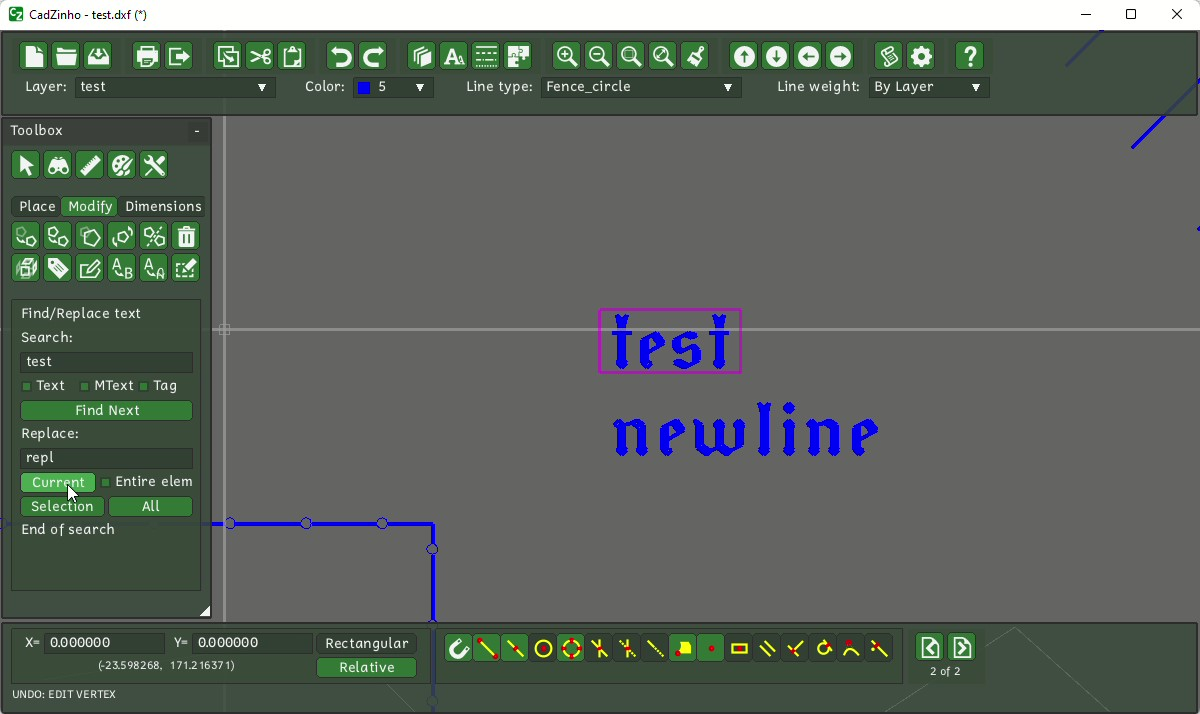 CadZinho - test.dxf (*)
Layer: test Color: 5 Line type: Fence_circle Line weight: By Layer
Toolbox -
Place Modify Dimensions
Find/Replace text
Search:
test
Text MText Tag
Find Next
Replace:
repl
Current Entire elem
Selection All
End of search
test
newline
X= 0.000000 Y= 0.000000 Rectangular
(-23.598268, 171.216371) Relative
2 of 2
UNDO: EDIT VERTEX